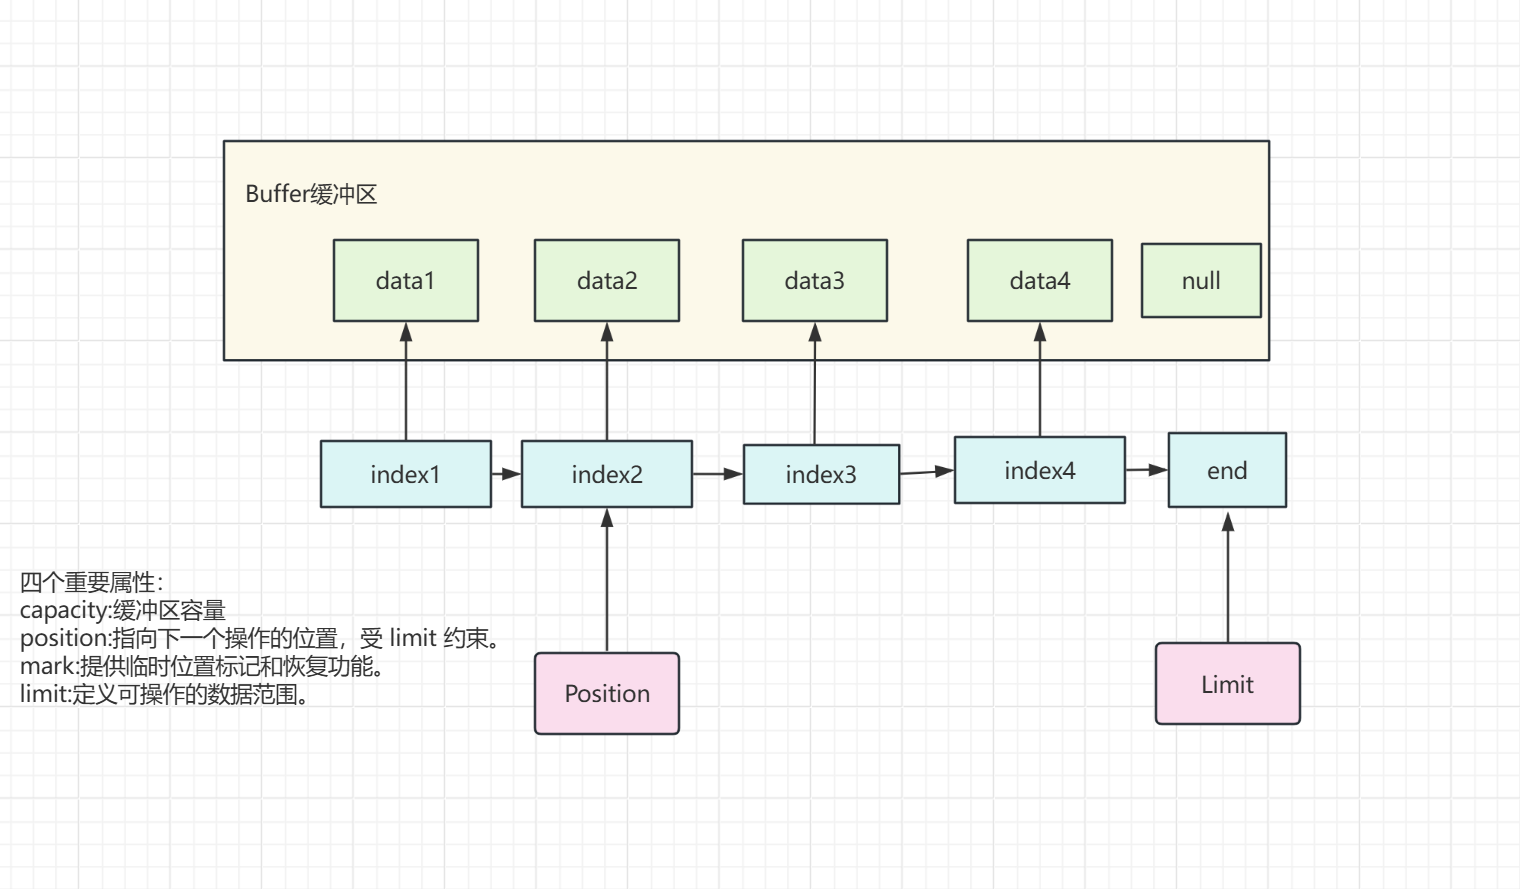 Buffer缓冲区
data1
data2
data3
data4
null
index1
index2
index3
index4
end
四个重要属性：
capacity:缓冲区容量
position:指向下一个操作的位置，受 limit 约束。
mark:提供临时位置标记和恢复功能。
limit:定义可操作的数据范围。
Position
Limit